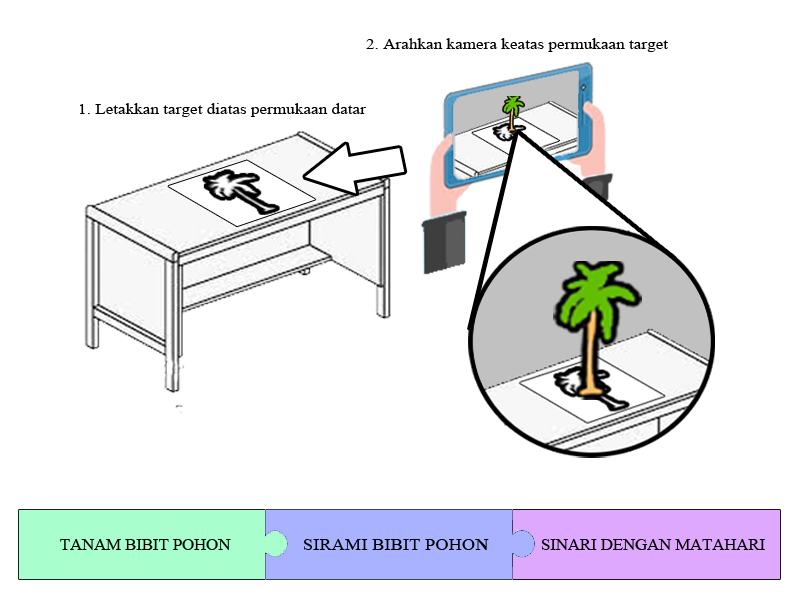 2. Arahkan kamera keatas permukaan target
1. Letakkan target diatas permukaan datar
TANAM BIBIT POHON
SIRAMI BIBIT POHON
SINARI DENGAN MATAHARI